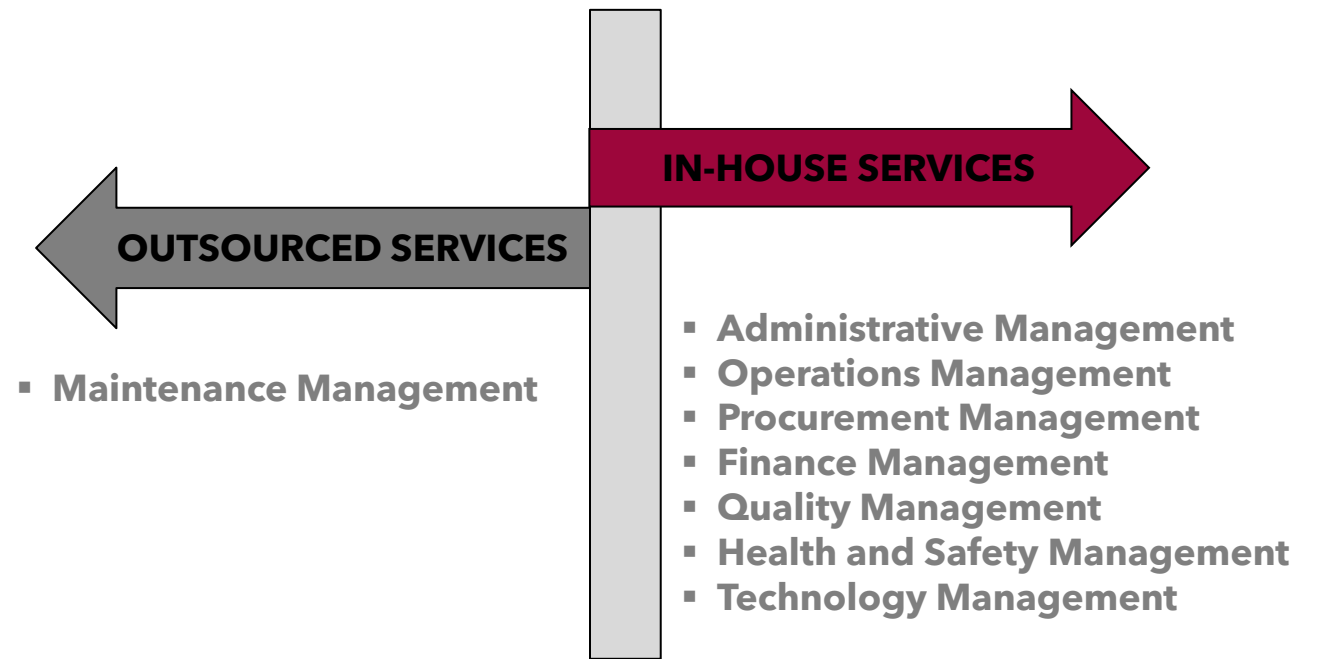 IN-HOUSE SERVICES
OUTSOURCED SERVICES
▪ Maintenance Management
▪ Administrative Management
▪ Operations Management
▪ Procurement Management
▪ Finance Management
▪ Quality Management
▪ Health and Safety Management
▪ Technology Management